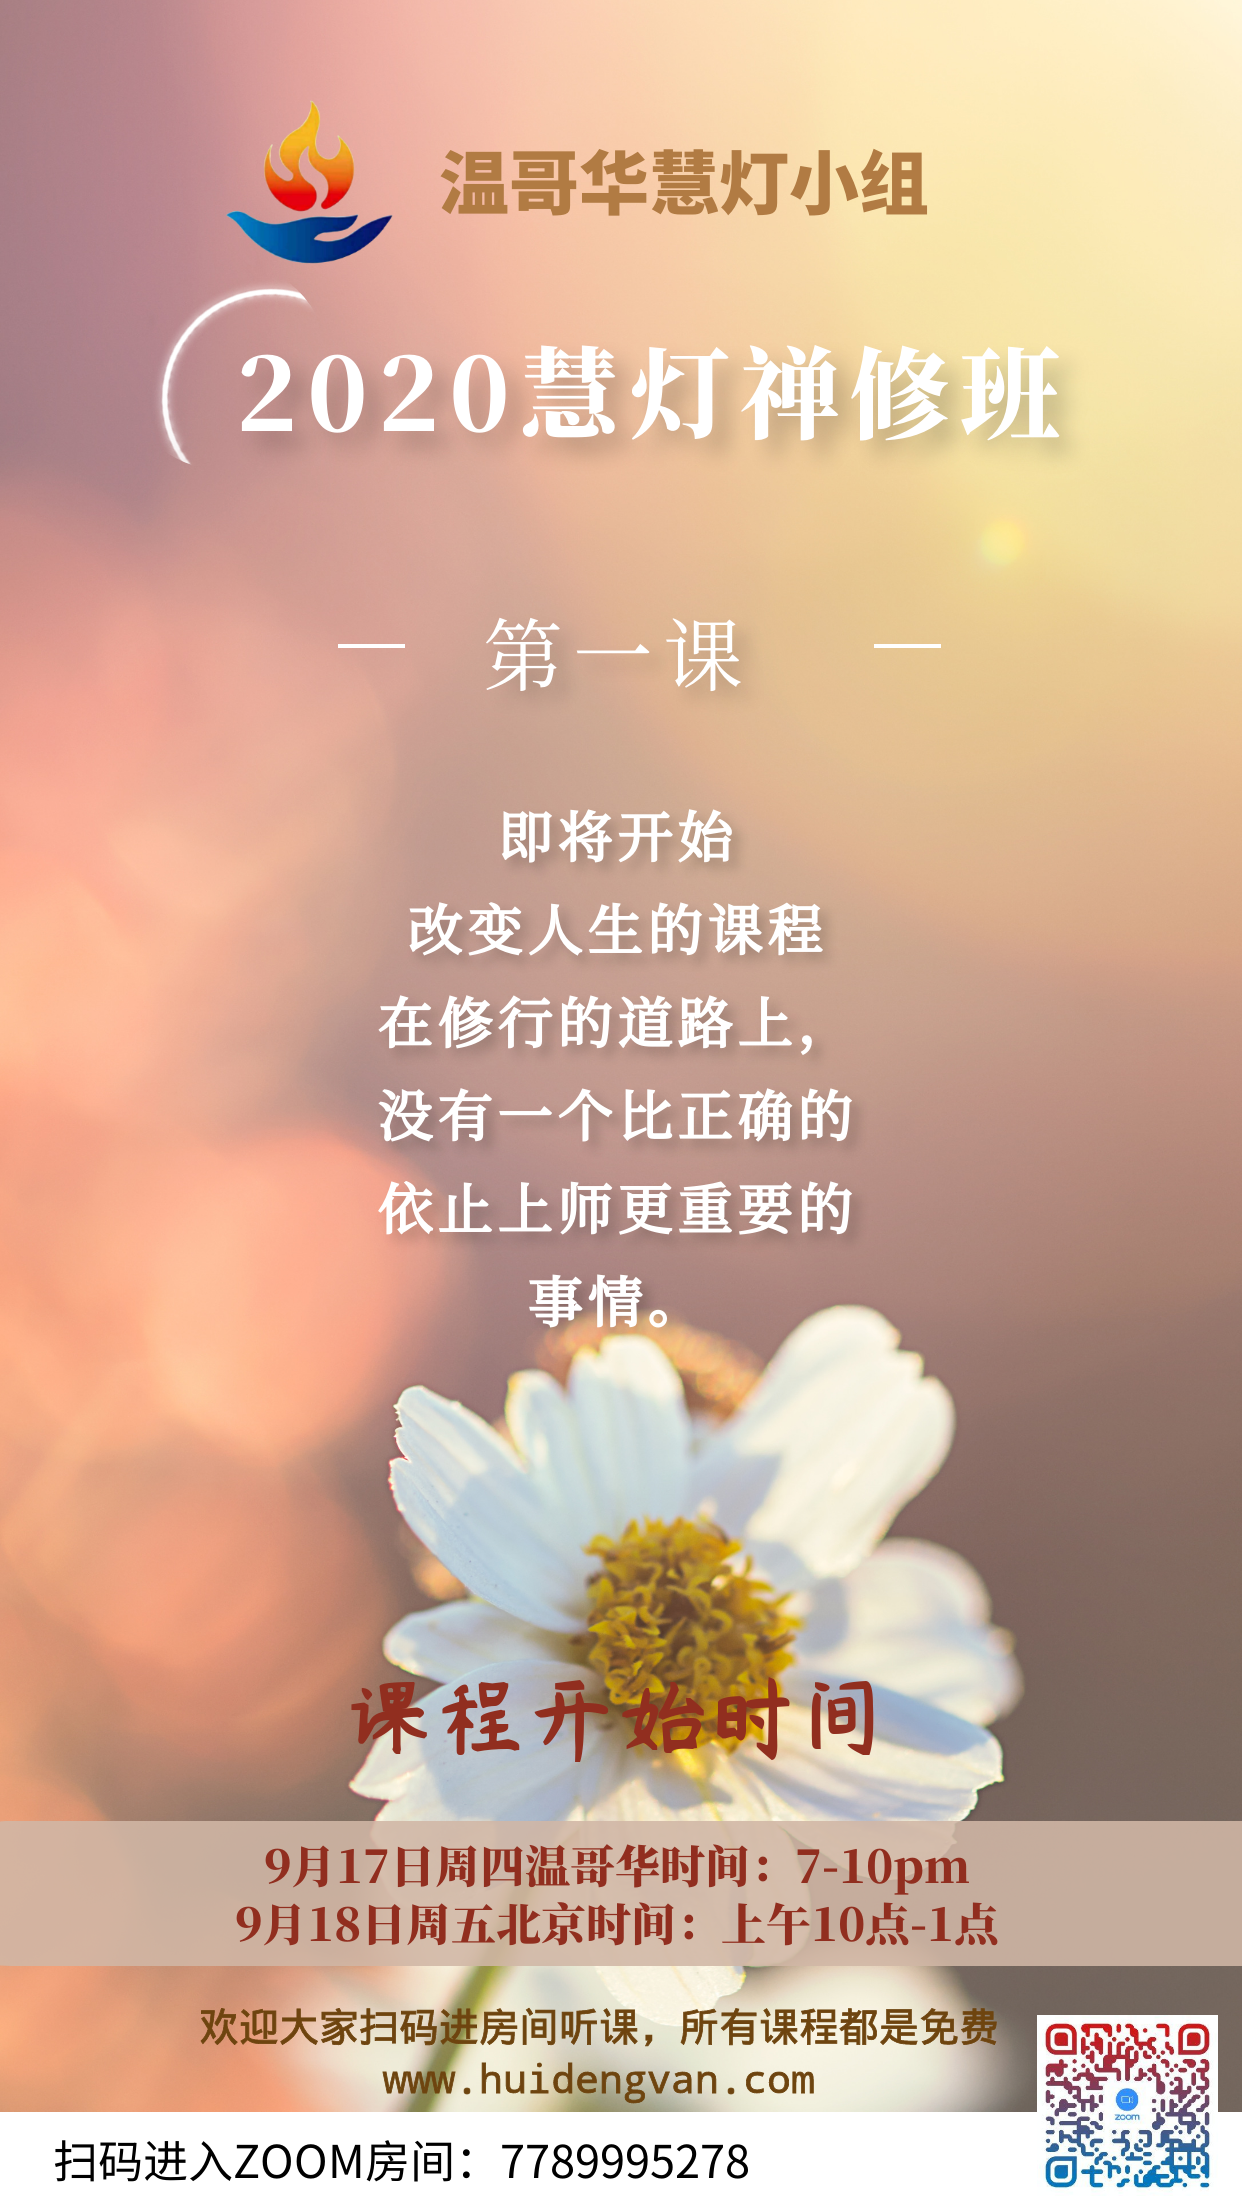 温哥华慧灯小组
2020慧灯禅修班
第一课
即将开始
改变人生的课程
在修行的道路上，
没有一个比正确的
依止上师更重要的
事情。
课程开始时间
9月17日周四温哥华时间：7-10pm
9月18日周五北京时间：上午10点-1点
欢迎大家扫码进房间听课，所有课程都是免费
www.huidengvan.com
zoom
扫码进入ZOOM房间：7789995278